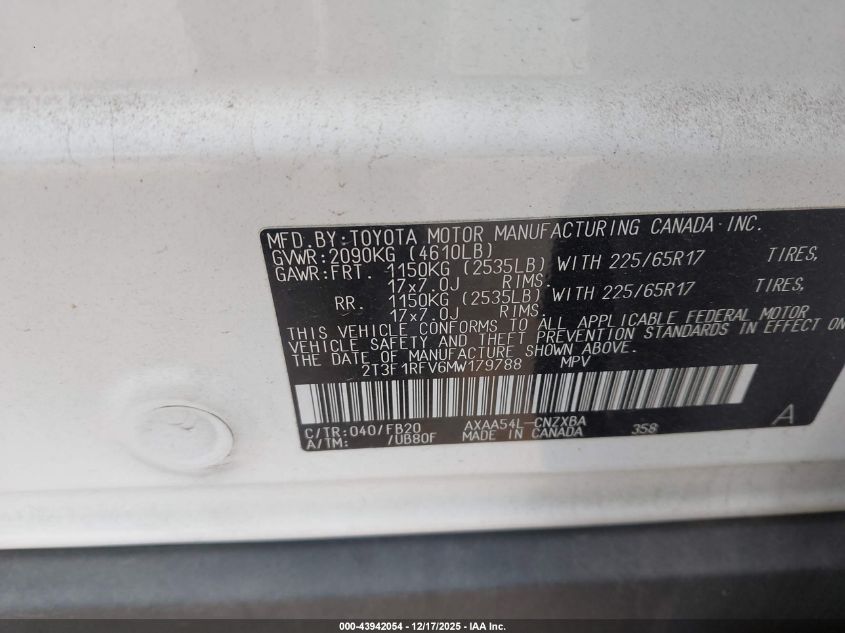 MFD. BY: TOYOTA MOTOR MANUFACTURING CANADA INC.
GVWR: 2090KG (4610LB)
GAWR: FRT. 1150KG (2535LB) WITH 225/65R17 TIRES,
17x7.0J RIMS.
RR. 1150KG (2535LB) WITH 225/65R17 TIRES,
17x7.0J RIMS.
THIS VEHICLE CONFORMS TO ALL APPLICABLE FEDERAL MOTOR
VEHICLE SAFETY AND THEFT PREVENTION STANDARDS IN EFFECT ON
THE DATE OF MANUFACTURE SHOWN ABOVE.
2T3F1RFV6MW179788 MPV
C/TR: 040/FB20 AXAA54L-CNZXBA A
A/TM: /UB80F MADE IN CANADA 358
000-43942054 – 12/17/2025 – IAA Inc.